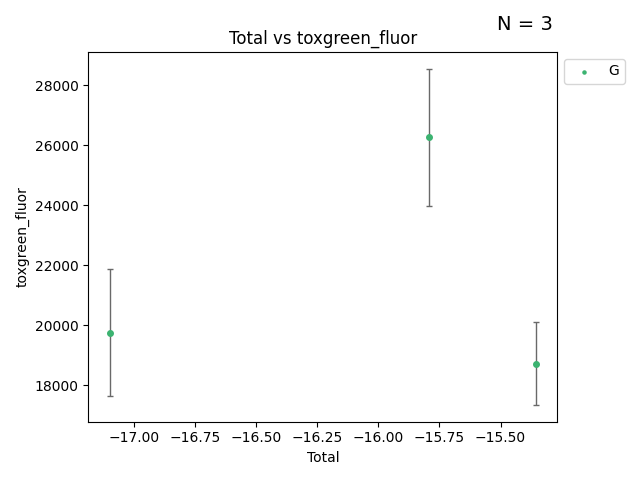 N = 3
Total vs toxgreen_fluor
G
28000
26000
24000
22000
20000
18000
toxgreen_fluor
−17.00 −16.75 −16.50 −16.25 −16.00 −15.75 −15.50
Total